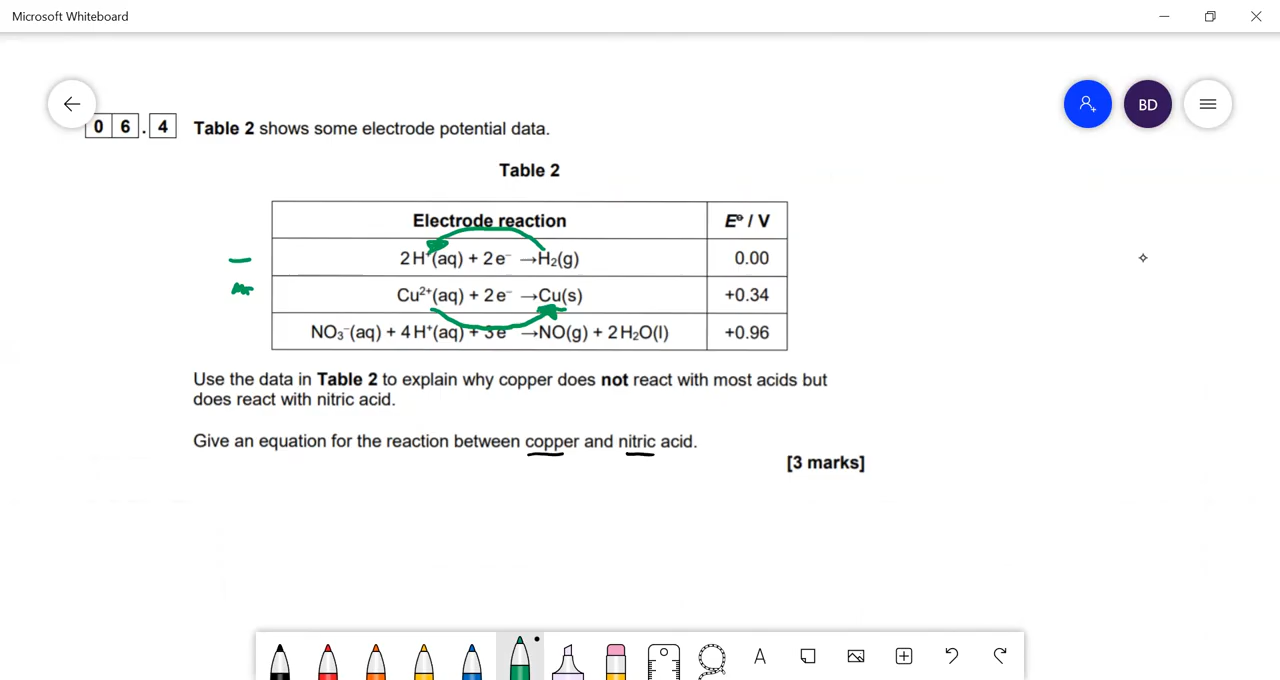 Microsoft Whiteboard
BD
0 6 . 4 Table 2 shows some electrode potential data.
Table 2
Electrode reaction E⦵ / V
2H⁺(aq) + 2e⁻ →H₂(g) 0.00
Cu²⁺(aq) + 2e⁻ →Cu(s) +0.34
NO₃⁻(aq) + 4H⁺(aq) + 3e⁻ →NO(g) + 2H₂O(l) +0.96
Use the data in Table 2 to explain why copper does not react with most acids but
does react with nitric acid.
Give an equation for the reaction between copper and nitric acid.
[3 marks]
A